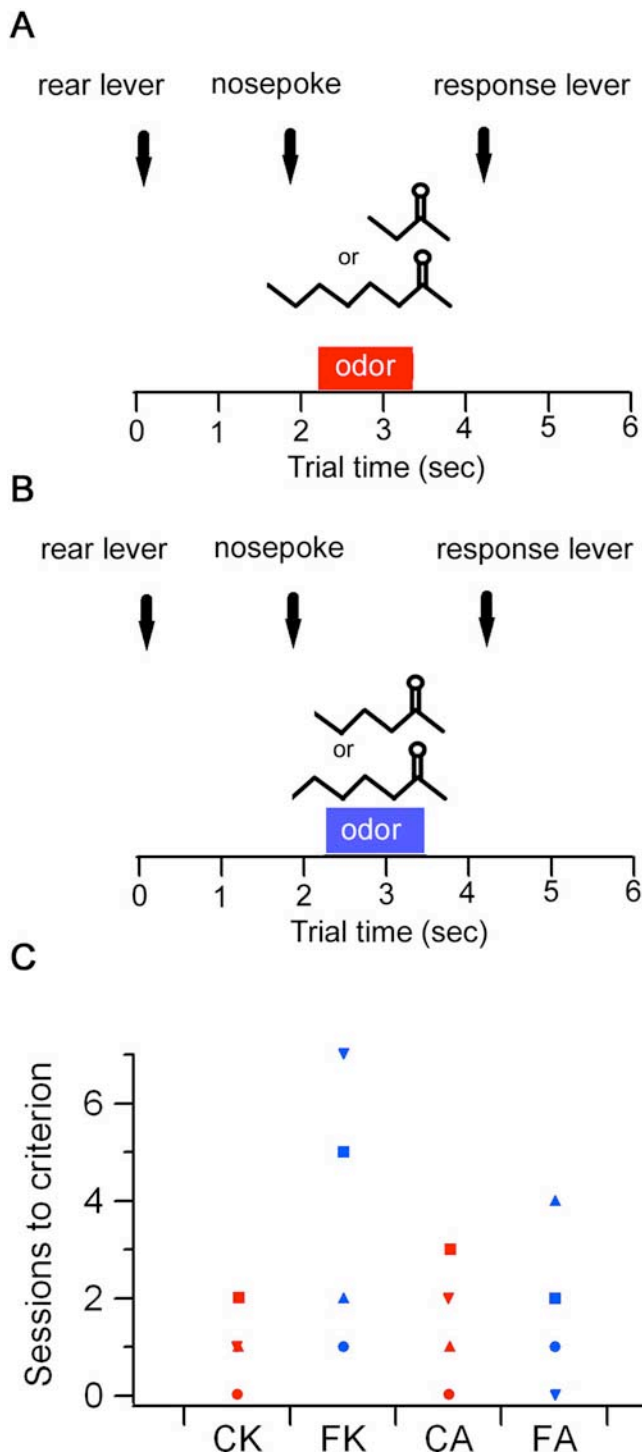 A
rear lever nosepoke response lever
or
odor
0 1 2 3 4 5 6
Trial time (sec)
B
rear lever nosepoke response lever
or
odor
0 1 2 3 4 5 6
Trial time (sec)
C
Sessions to criterion
6
4
2
0
CK FK CA FA